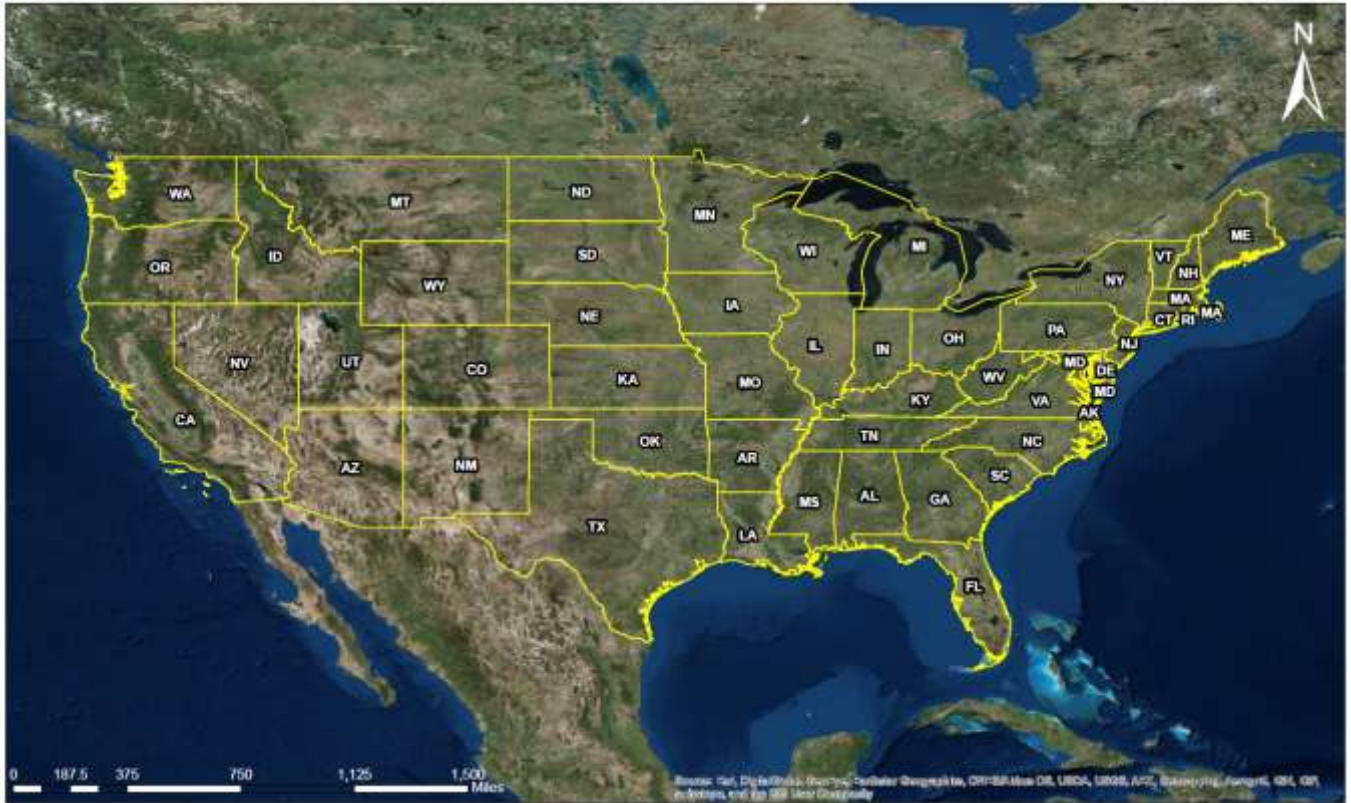 N
WA
MT
ND
MN
ME
OR
ID
SD
WI
MI
VT
NH
WY
NY
NE
IA
MA
MA
CT
RI
NV
UT
CO
IL
IN
OH
PA
NJ
CA
KA
MO
WV
MD
DE
MD
KY
VA
AK
AZ
NM
OK
AR
TN
NC
TX
LA
MS
AL
GA
SC
FL
0 187.5 375 750 1,125 1,500
Miles